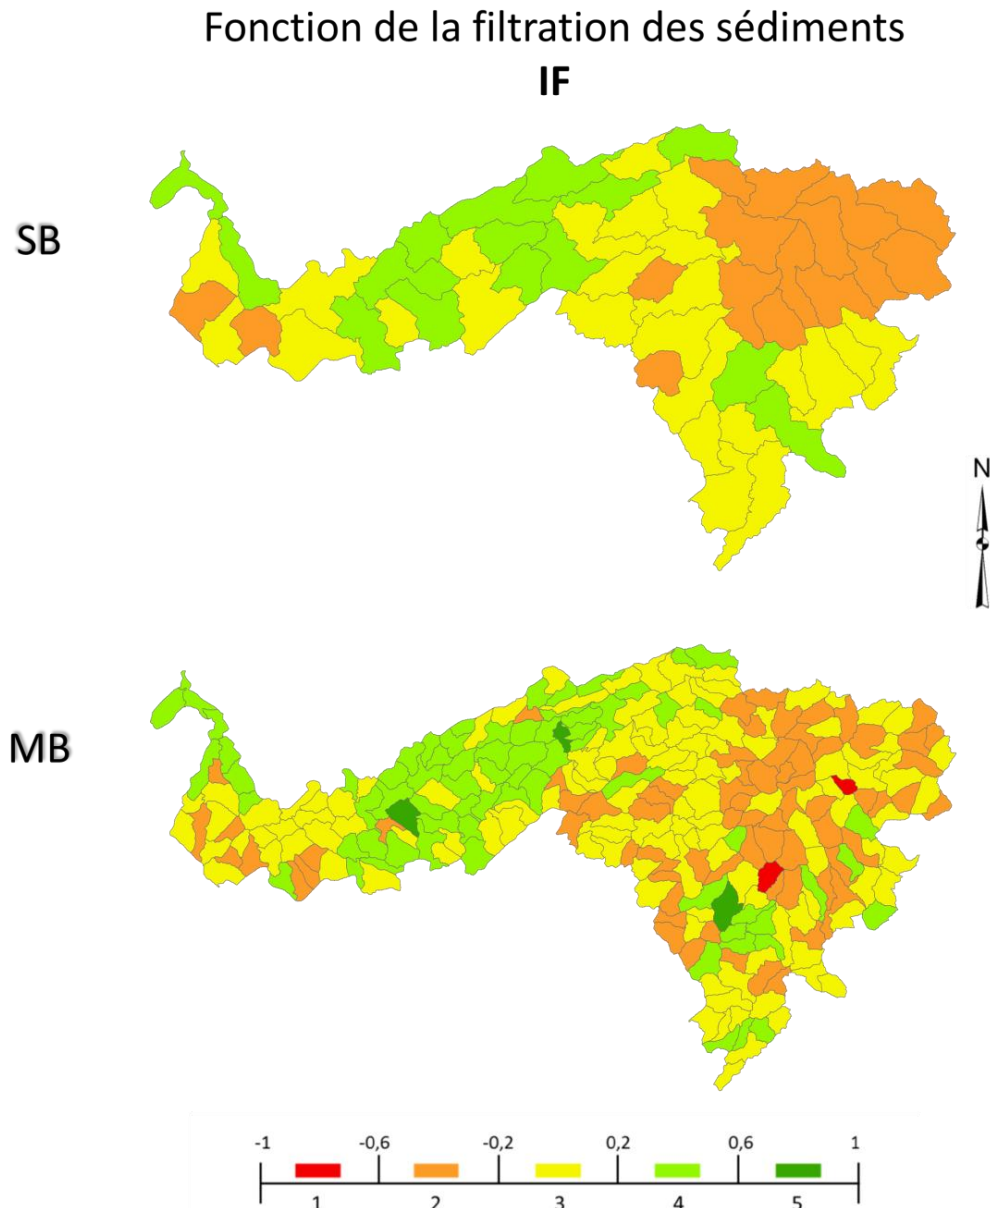 Fonction de la filtration des sédiments
IF
SB
N
MB
-1 -0,6 -0,2 0,2 0,6 1
1 2 3 4 5